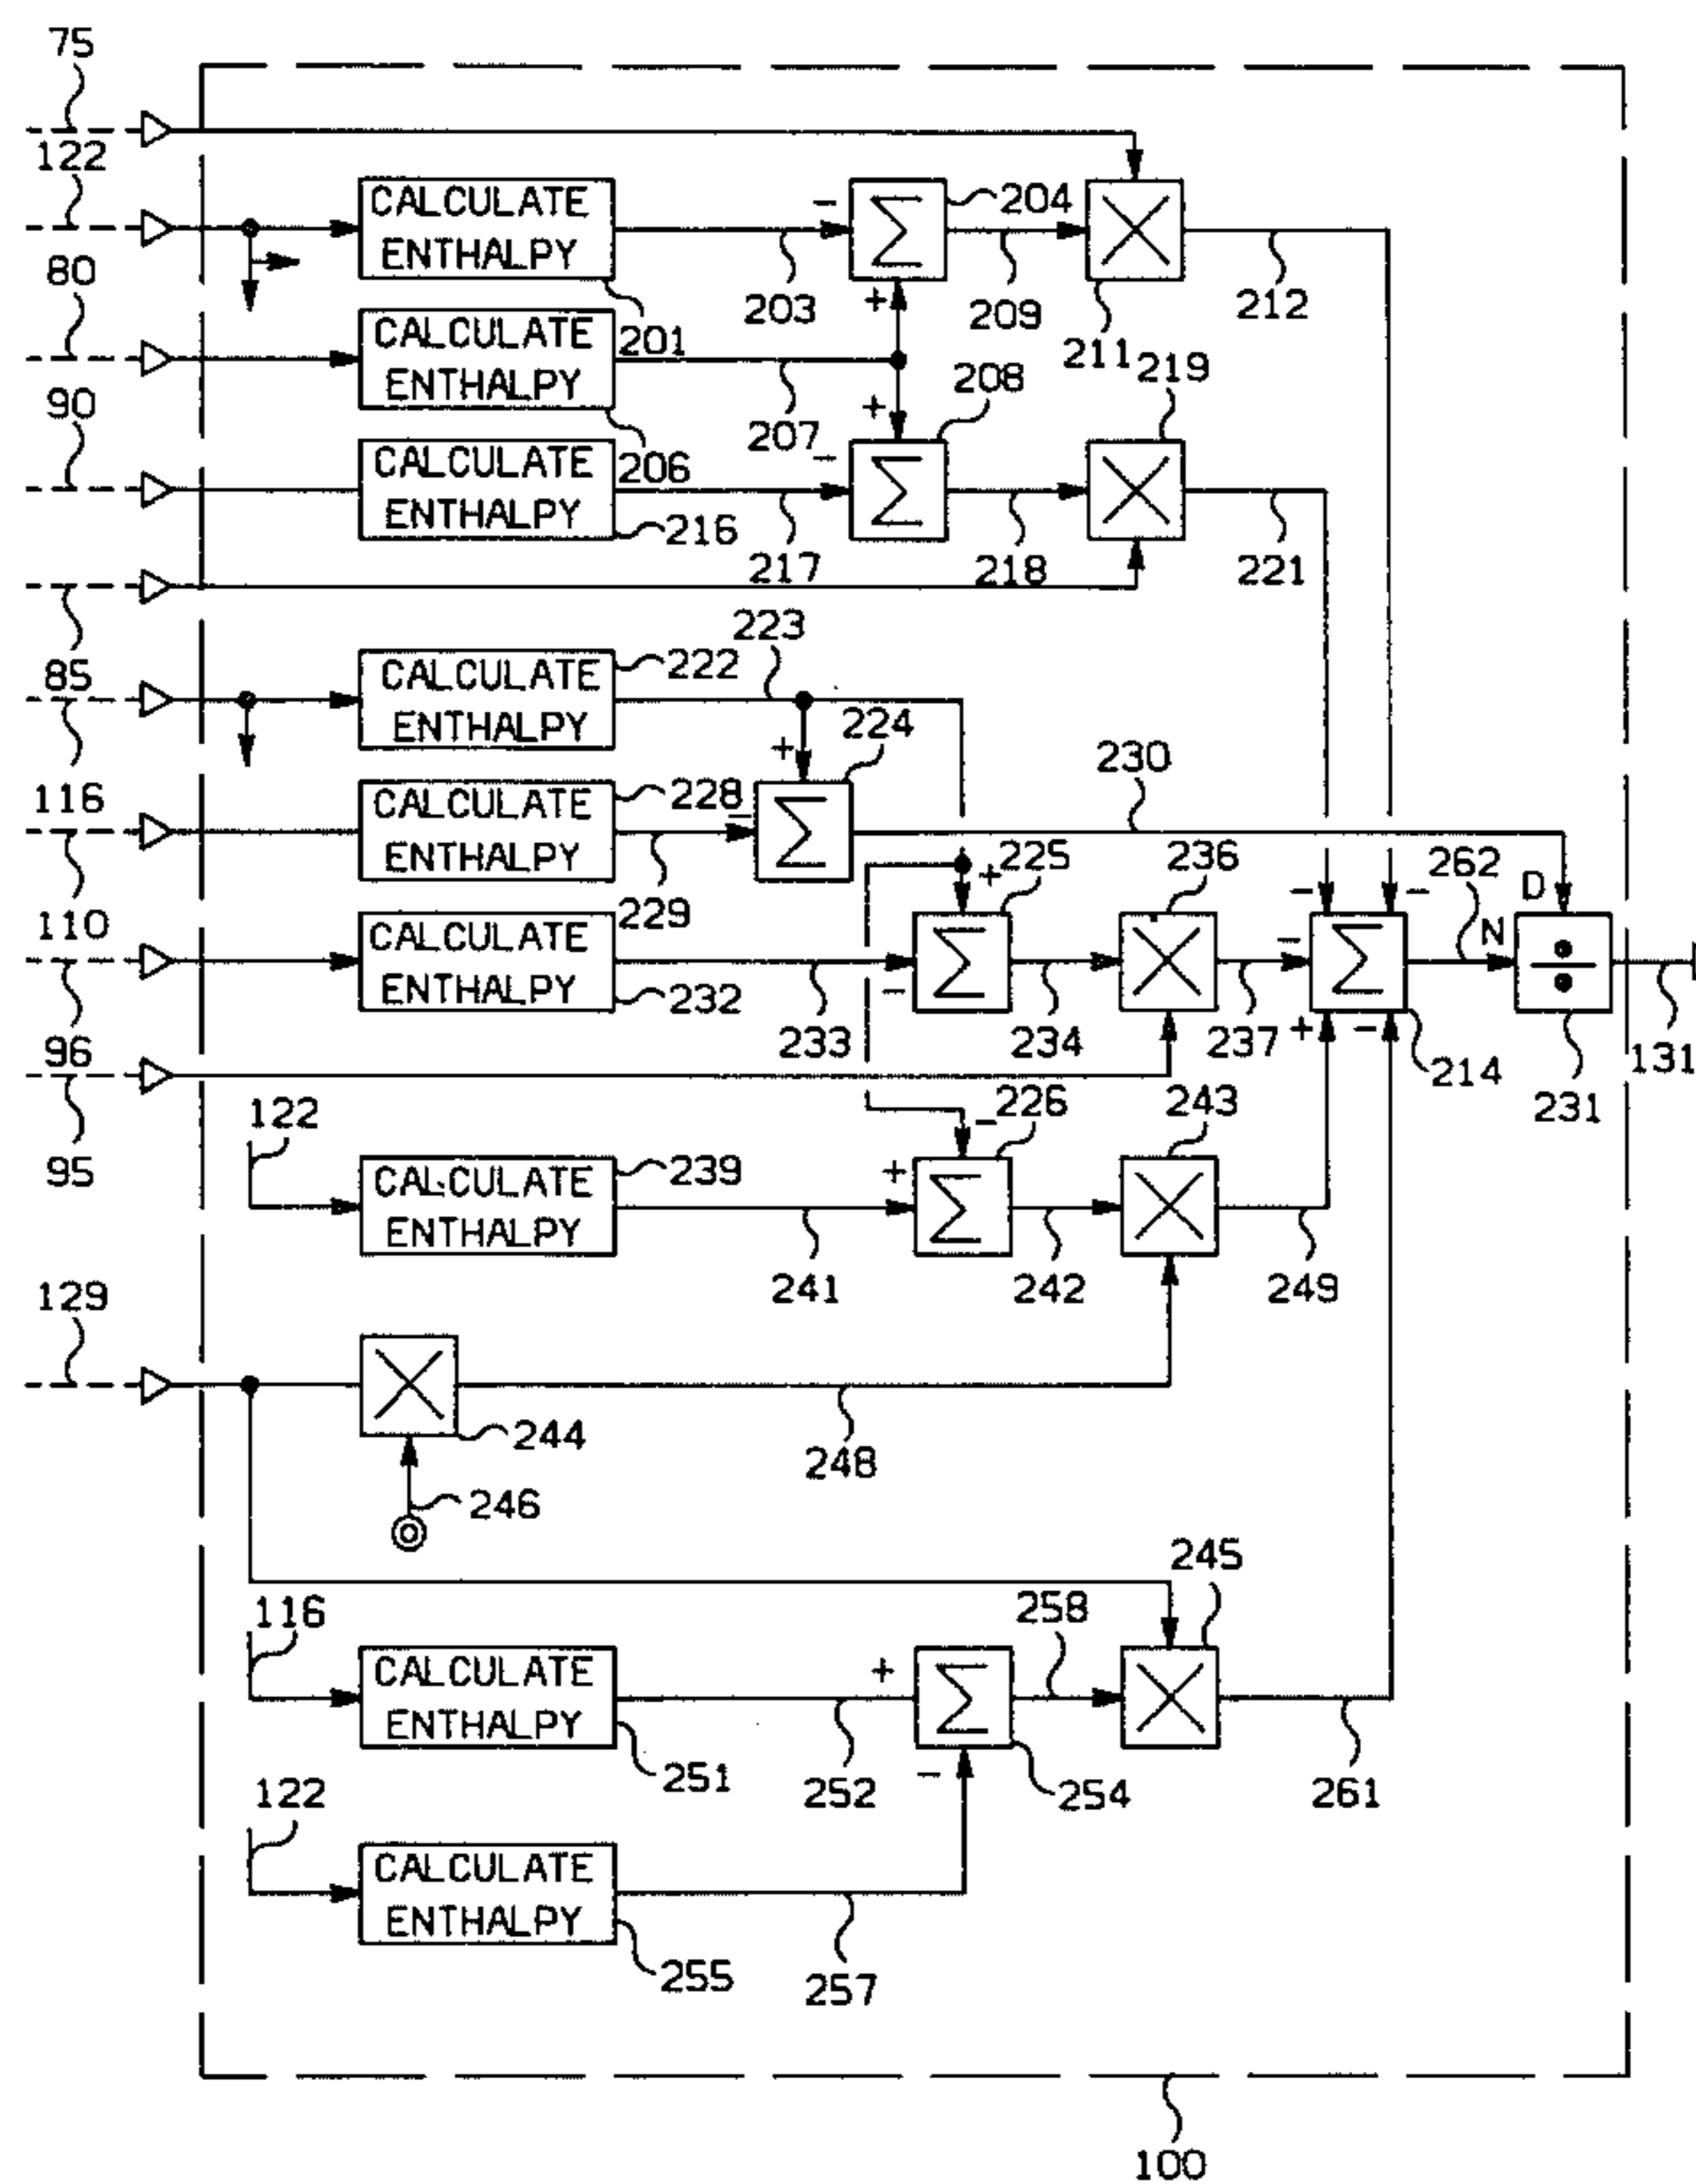 75
122
80
90
85
116
110
96
95
129
CALCULATE
ENTHALPY
201
203
-
Σ
204
+
209
211
212
CALCULATE
ENTHALPY
206
207
+
208
219
CALCULATE
ENTHALPY
216
217
-
Σ
218
221
223
CALCULATE
ENTHALPY
222
+
224
230
CALCULATE
ENTHALPY
228
-
Σ
229
+
225
236
-
-
262
D
N
CALCULATE
ENTHALPY
232
233
-
Σ
234
237
-
Σ
÷
+
-
214
231
131
122
CALCULATE
ENTHALPY
239
241
+
-
226
Σ
242
243
249
244
246
248
245
116
CALCULATE
ENTHALPY
251
252
+
Σ
-
254
258
261
122
CALCULATE
ENTHALPY
255
257
100